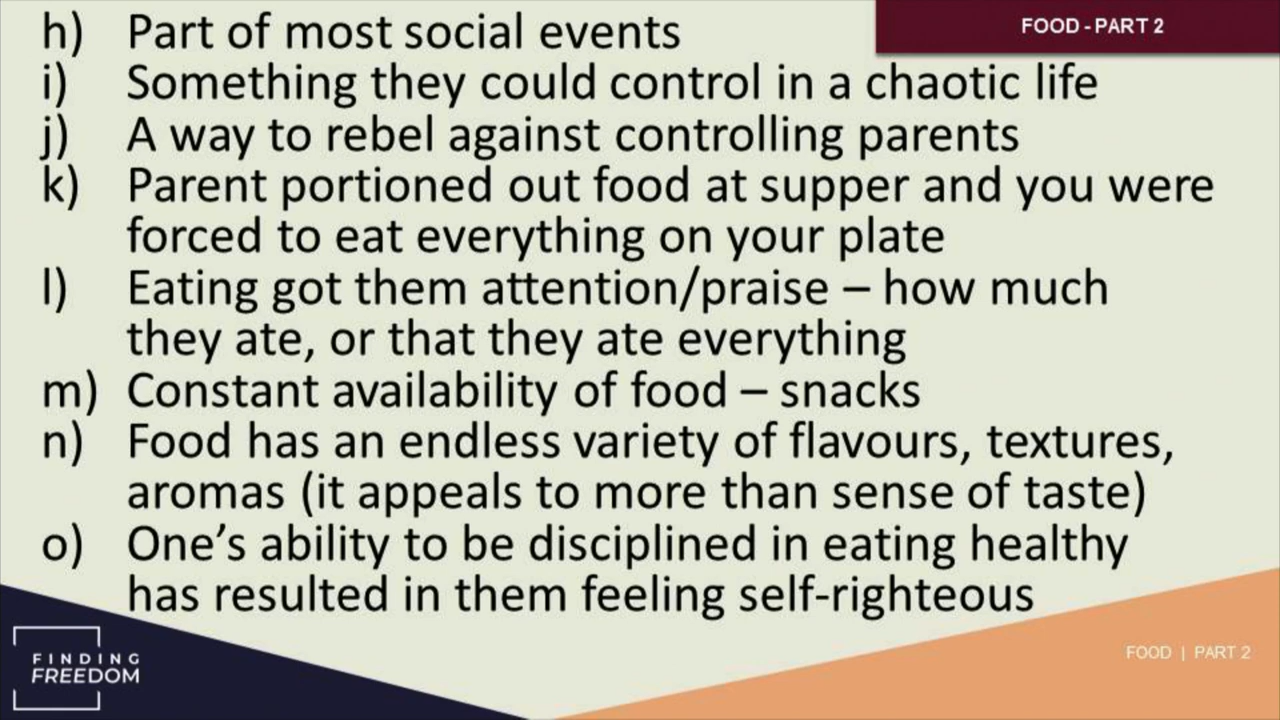 FOOD - PART 2
h) Part of most social events
i) Something they could control in a chaotic life
j) A way to rebel against controlling parents
k) Parent portioned out food at supper and you were
forced to eat everything on your plate
l) Eating got them attention/praise – how much
they ate, or that they ate everything
m) Constant availability of food – snacks
n) Food has an endless variety of flavours, textures,
aromas (it appeals to more than sense of taste)
o) One’s ability to be disciplined in eating healthy
has resulted in them feeling self-righteous
FINDING
FREEDOM
FOOD | PART 2